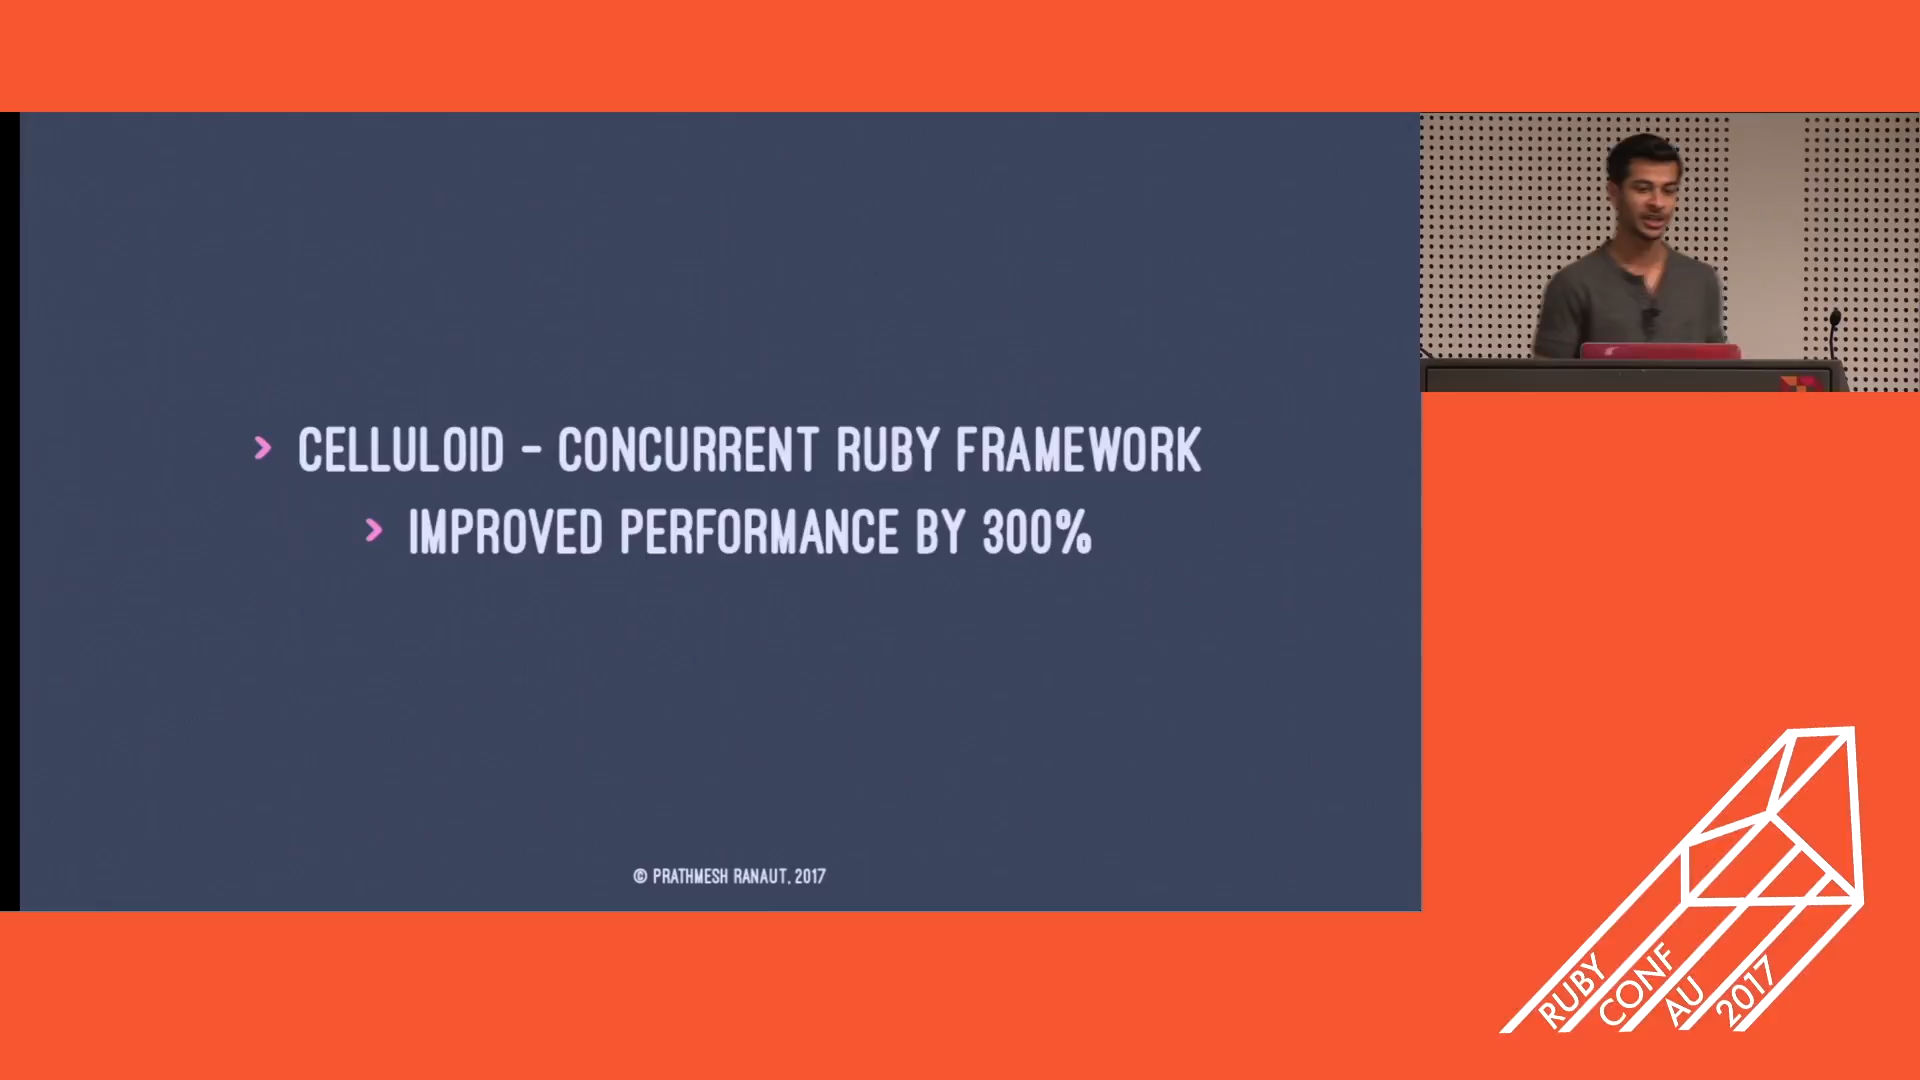 › CELLULOID - CONCURRENT RUBY FRAMEWORK
› IMPROVED PERFORMANCE BY 300%
© PRATHMESH RANAUT, 2017
RUBY
CONF
AU
2017